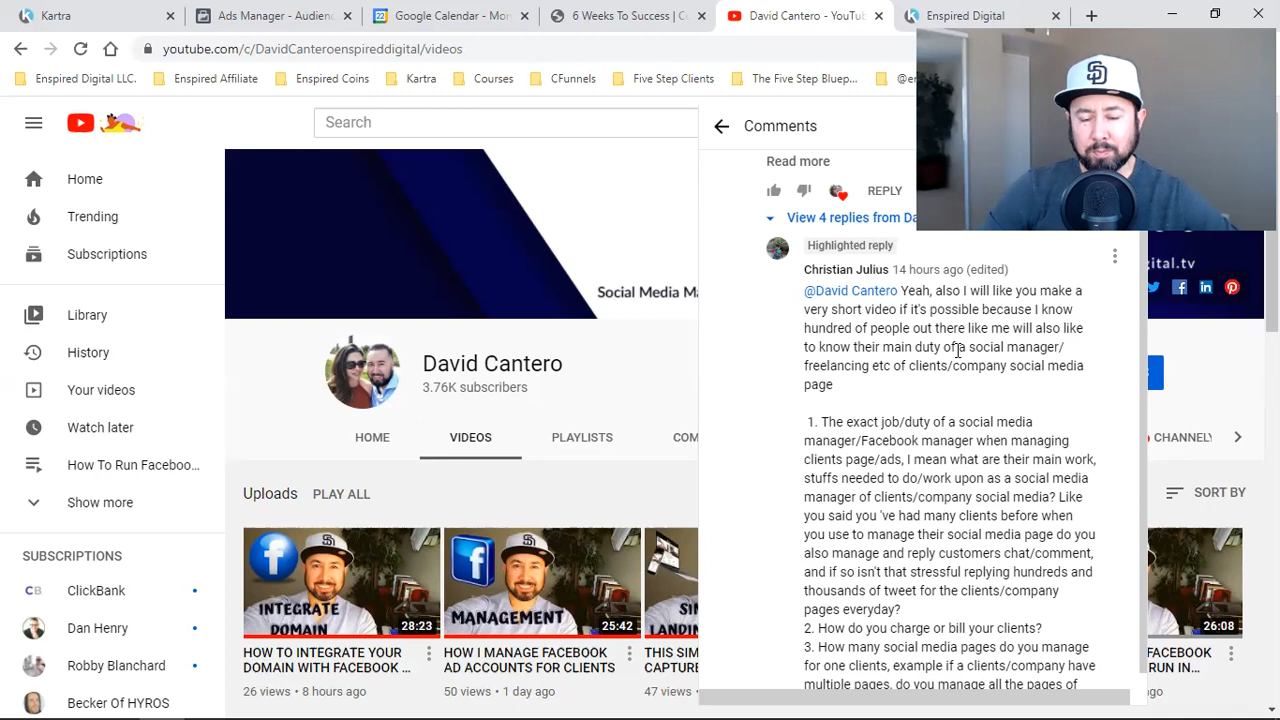 Kartra
Ads Manager - Audien
Google Calendar - Mon
6 Weeks To Success | Cu
David Cantero - YouTu
Enspired Digital
youtube.com/c/DavidCanteroenspireddigital/videos
Enspired Digital LLC.
Enspired Affiliate
Enspired Coins
Kartra
Courses
CFunnels
Five Step Clients
The Five Step Bluep...
Search
Home
Trending
Subscriptions
Library
History
Your videos
Watch later
How To Run Faceboo...
Show more
SUBSCRIPTIONS
CB
ClickBank
Dan Henry
Robby Blanchard
Becker Of HYROS
Social Media Ma
gital.tv
David Cantero
3.76K subscribers
HOME
VIDEOS
PLAYLISTS
COM
CHANNEL
Uploads
PLAY ALL
SORT BY
INTEGRATE
DOMAIN
28:23
HOW TO INTEGRATE
YOUR DOMAIN WITH FACEBOOK
26 views • 8 hours ago
MANAGEMENT
25:42
HOW I MANAGE FACEBOOK
AD ACCOUNTS FOR CLIENTS
50 views • 1 day ago
THIS SIM
CAPTURE
47 views •
26:08
OOK
RUN IN...
Comments
Read more
REPLY
View 4 replies from Da
Highlighted reply
Christian Julius 14 hours ago (edited)
@David Cantero Yeah, also I will like you make a
very short video if it's possible because I know
hundred of people out there like me will also like
to know their main duty of a social manager/
freelancing etc of clients/company social media
page
1. The exact job/duty of a social media
manager/Facebook manager when managing
clients page/ads, I mean what are their main work,
stuffs needed to do/work upon as a social media
manager of clients/company social media? Like
you said you 've had many clients before when
you use to manage their social media page do you
also manage and reply customers chat/comment,
and if so isn't that stressful replying hundreds and
thousands of tweet for the clients/company
pages everyday?
2. How do you charge or bill your clients?
3. How many social media pages do you manage
for one clients, example if a clients/company have
multiple pages, do you manage all the pages of